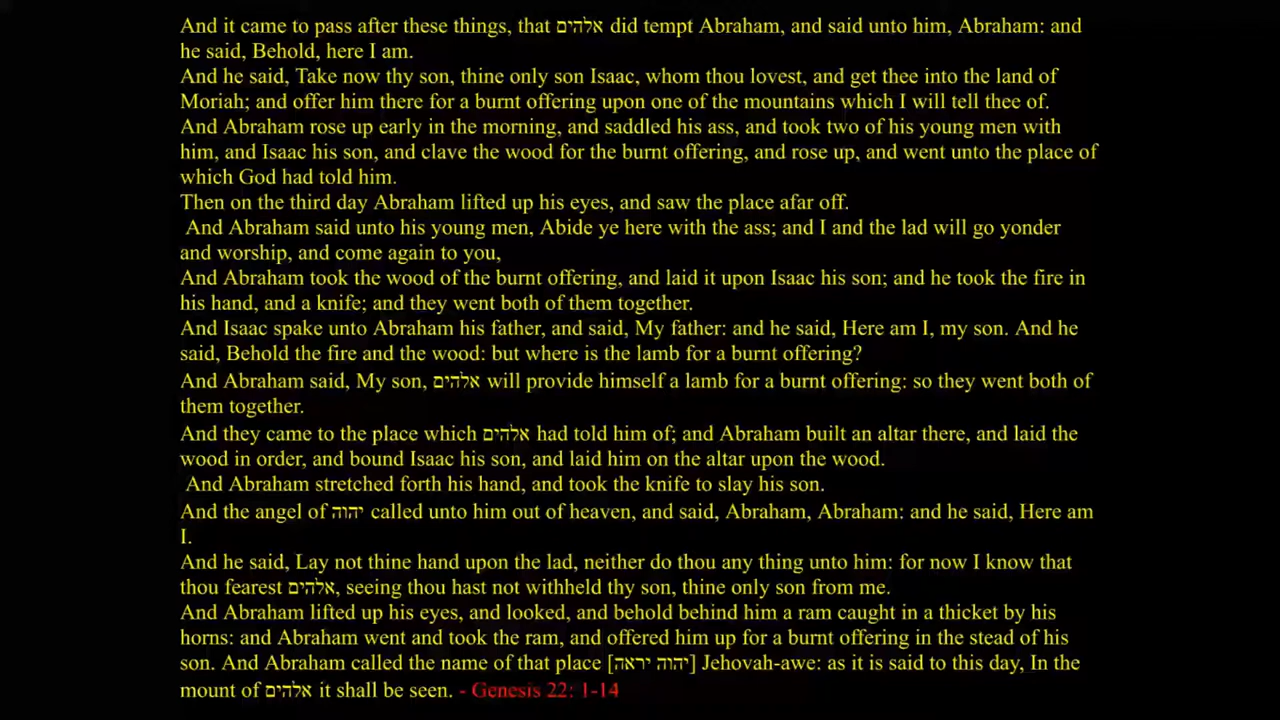 And it came to pass after these things, that אלהים did tempt Abraham, and said unto him, Abraham: and
he said, Behold, here I am.
And he said, Take now thy son, thine only son Isaac, whom thou lovest, and get thee into the land of
Moriah; and offer him there for a burnt offering upon one of the mountains which I will tell thee of.
And Abraham rose up early in the morning, and saddled his ass, and took two of his young men with
him, and Isaac his son, and clave the wood for the burnt offering, and rose up, and went unto the place of
which God had told him.
Then on the third day Abraham lifted up his eyes, and saw the place afar off.
And Abraham said unto his young men, Abide ye here with the ass; and I and the lad will go yonder
and worship, and come again to you,
And Abraham took the wood of the burnt offering, and laid it upon Isaac his son; and he took the fire in
his hand, and a knife; and they went both of them together.
And Isaac spake unto Abraham his father, and said, My father: and he said, Here am I, my son. And he
said, Behold the fire and the wood: but where is the lamb for a burnt offering?
And Abraham said, My son, אלהים will provide himself a lamb for a burnt offering: so they went both of
them together.
And they came to the place which אלהים had told him of; and Abraham built an altar there, and laid the
wood in order, and bound Isaac his son, and laid him on the altar upon the wood.
And Abraham stretched forth his hand, and took the knife to slay his son.
And the angel of יהוה called unto him out of heaven, and said, Abraham, Abraham: and he said, Here am
I.
And he said, Lay not thine hand upon the lad, neither do thou any thing unto him: for now I know that
thou fearest אלהים, seeing thou hast not withheld thy son, thine only son from me.
And Abraham lifted up his eyes, and looked, and behold behind him a ram caught in a thicket by his
horns: and Abraham went and took the ram, and offered him up for a burnt offering in the stead of his
son. And Abraham called the name of that place [יהוה יראה] Jehovah-awe: as it is said to this day, In the
mount of אלהים it shall be seen. - Genesis 22: 1-14